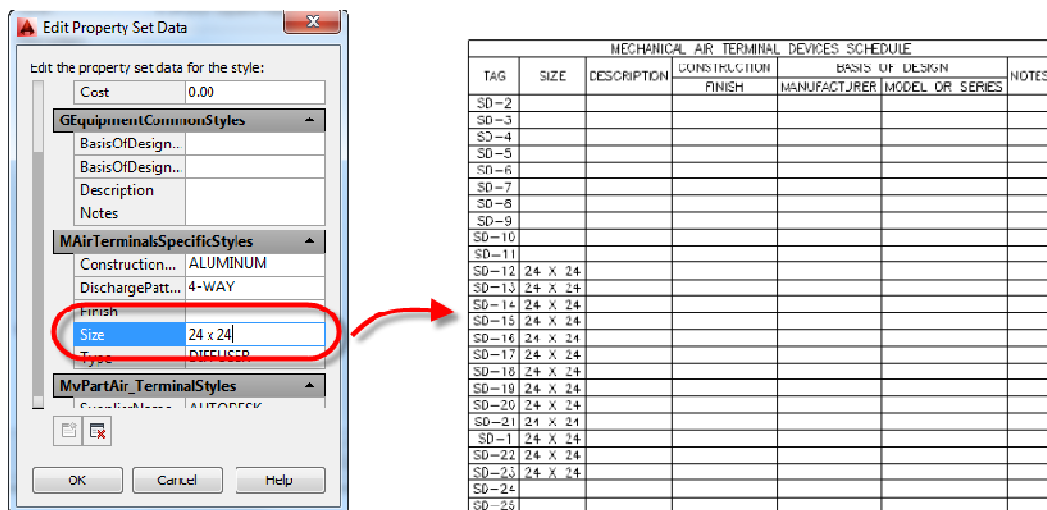 Edit Property Set Data
Edit the property set data for the style:
Cost 0.00
GEquipmentCommonStyles
BasisOfDesign...
BasisOfDesign...
Description
Notes
MAirTerminalsSpecificStyles
Construction... ALUMINUM
DischargePatt... 4-WAY
Finish
Size 24 x 24
Type DIFFUSER
MvPartAir_TerminalStyles
SupplierName AUTODESK
OK Cancel Help
MECHANICAL AIR TERMINAL DEVICES SCHEDULE
TAG SIZE DESCRIPTION CONSTRUCTION BASIS OF DESIGN NOTES
FINISH MANUFACTURER MODEL OR SERIES
SD-2
SD-3
SD-4
SD-5
SD-6
SD-7
SD-8
SD-9
SD-10
SD-11
SD-12 24 X 24
SD-13 24 X 24
SD-14 24 X 24
SD-15 24 X 24
SD-16 24 X 24
SD-17 24 X 24
SD-18 24 X 24
SD-19 24 X 24
SD-20 24 X 24
SD-21 24 X 24
SD-1 24 X 24
SD-22 24 X 24
SD-23 24 X 24
SD-24
SD-25